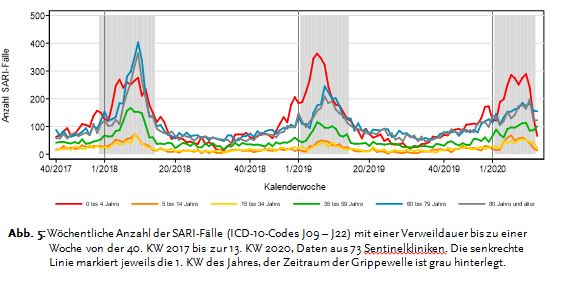 Anzahl SARI-Fälle
500
400
300
200
100
0
40/2017 1/2018 20/2018 40/2018 1/2019 20/2019 40/2019 1/2020
Kalenderwoche
0 bis 4 Jahre 5 bis 14 Jahre 15 bis 34 Jahre 35 bis 59 Jahre 60 bis 79 Jahre 80 Jahre und älter
Abb. 5: Wöchentliche Anzahl der SARI-Fälle (ICD-10-Codes J09 – J22) mit einer Verweildauer bis zu einer
Woche von der 40. KW 2017 bis zur 13. KW 2020, Daten aus 73 Sentinelkliniken. Die senkrechte
Linie markiert jeweils die 1. KW des Jahres, der Zeitraum der Grippewelle ist grau hinterlegt.